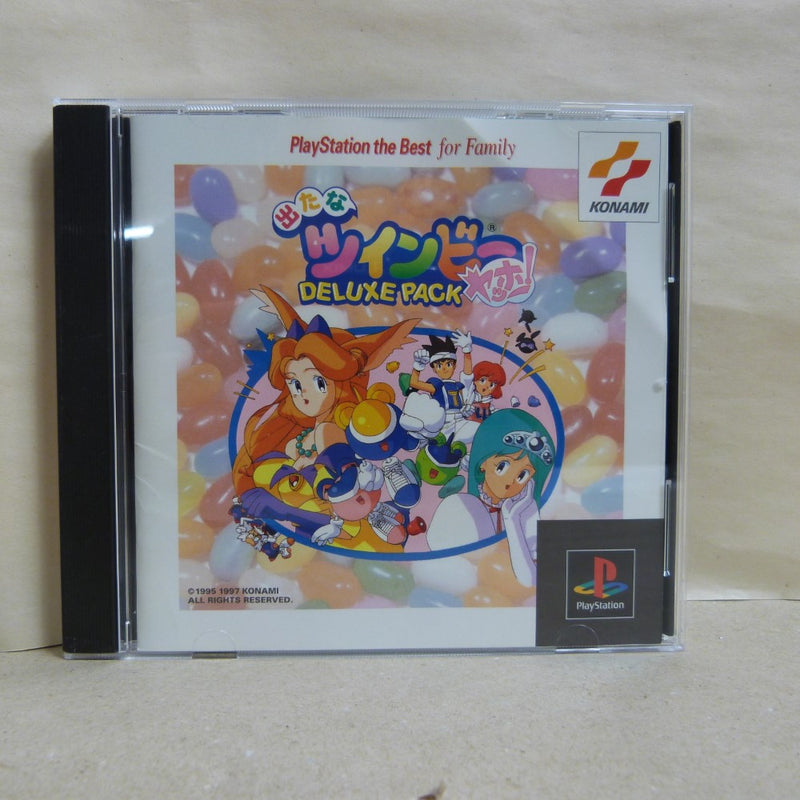 PlayStation the Best for Family
KONAMI
出たな
ツインビー®
ヤッホー!
DELUXE PACK
©1995 1997 KONAMI
ALL RIGHTS RESERVED.
PlayStation